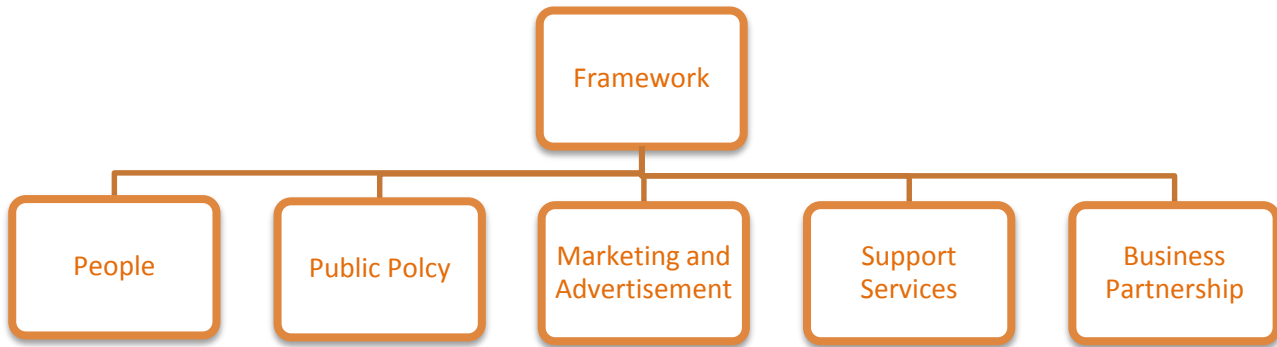 Framework
People
Public Polcy
Marketing and
Advertisement
Support
Services
Business
Partnership